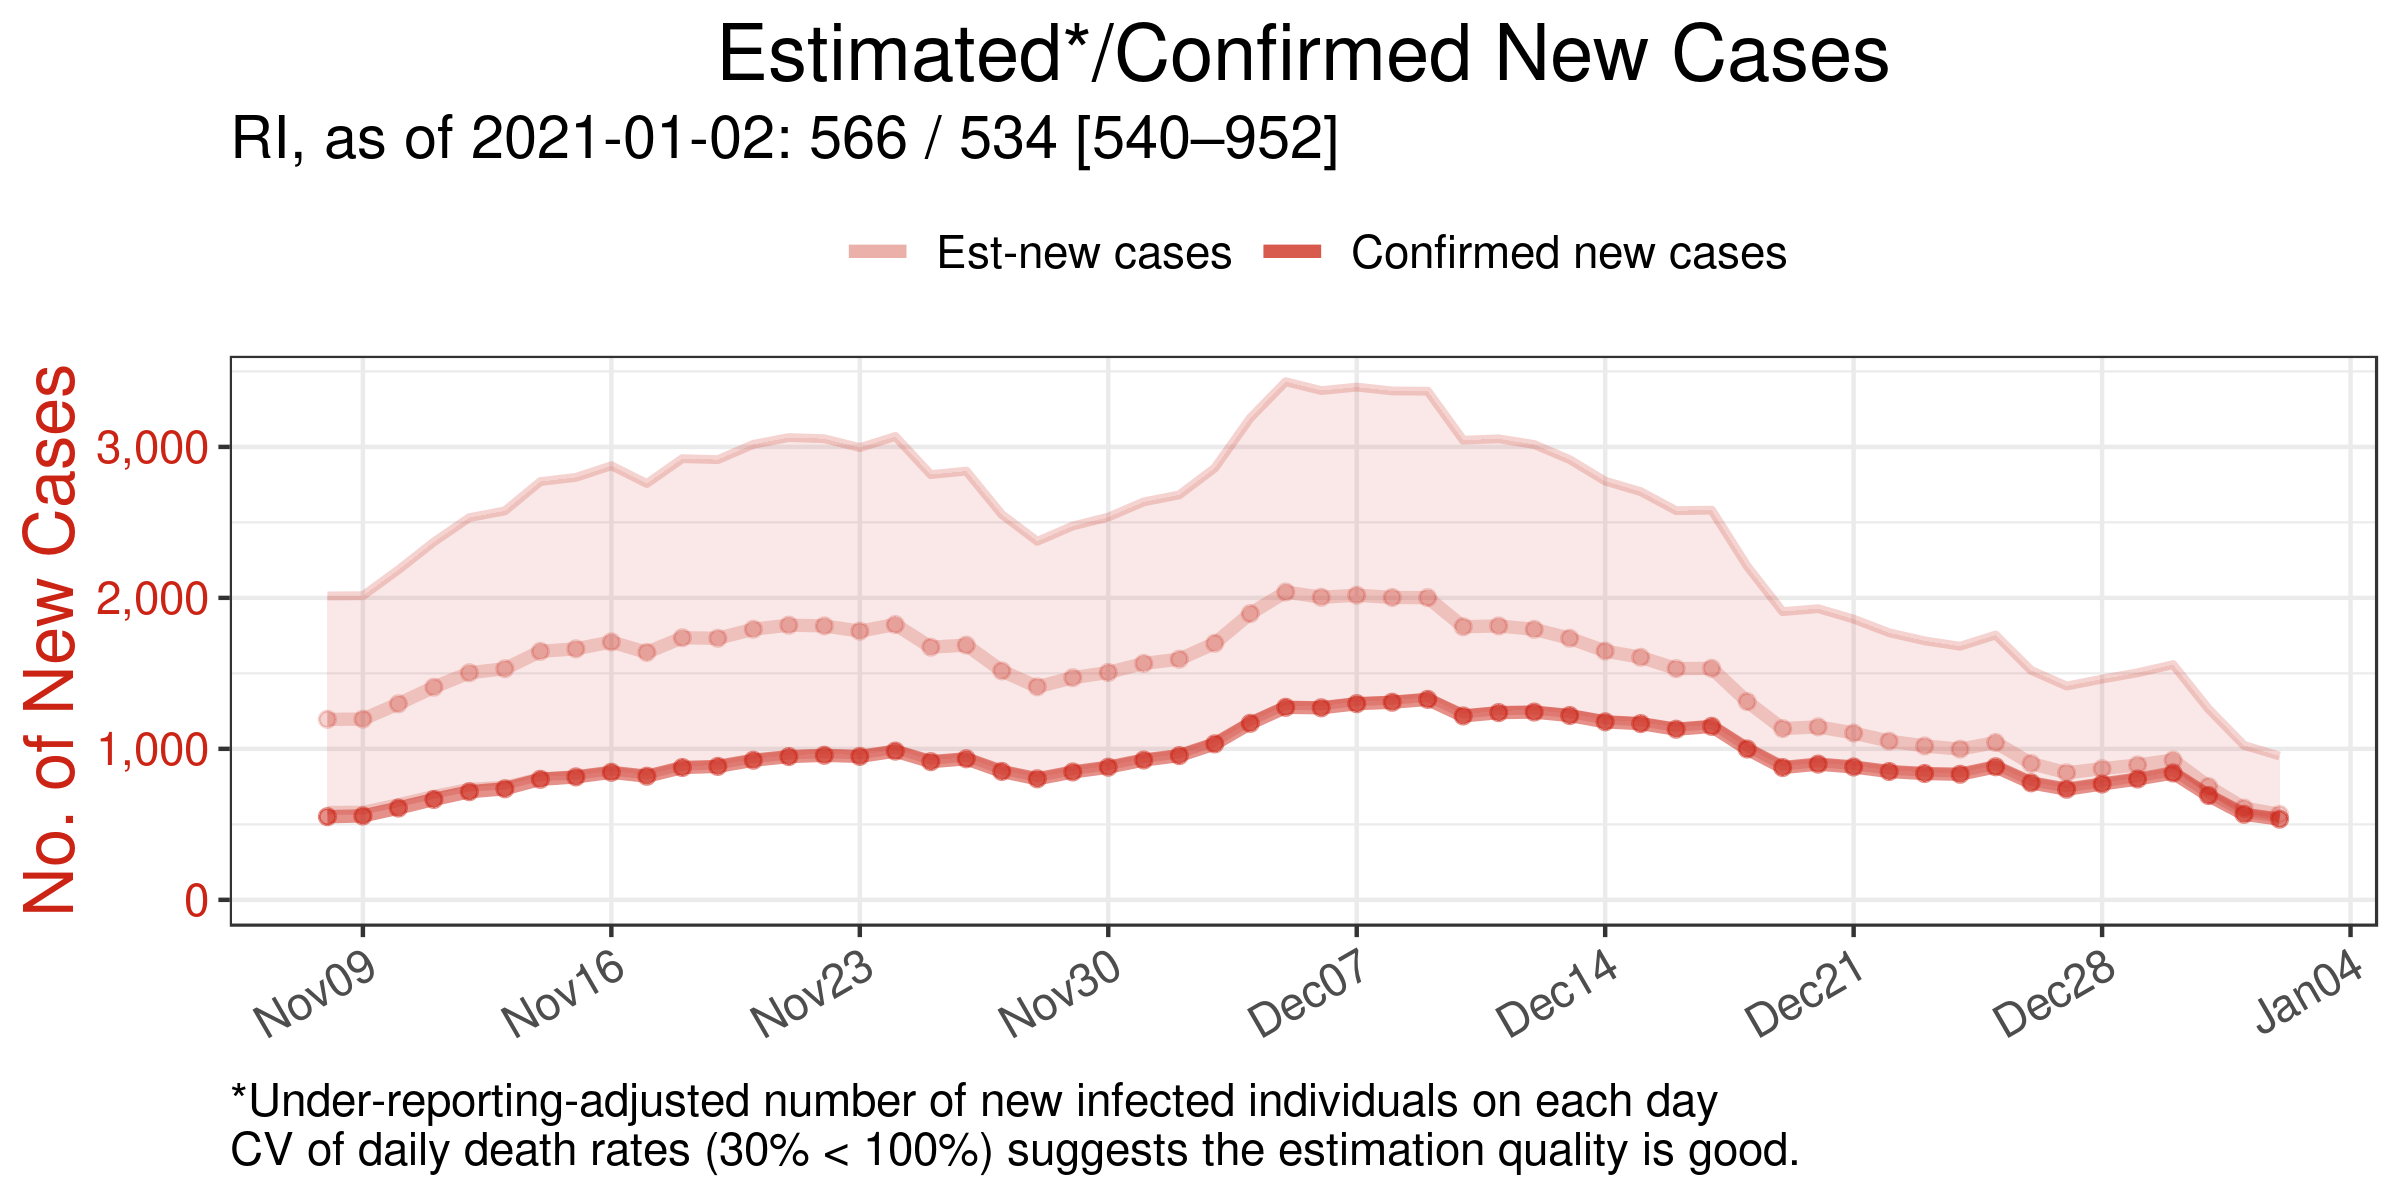 Estimated*/Confirmed New Cases
RI, as of 2021-01-02: 566 / 534 [540–952]
Est-new cases Confirmed new cases
No. of New Cases
3,000
2,000
1,000
0
Nov09 Nov16 Nov23 Nov30 Dec07 Dec14 Dec21 Dec28 Jan04
*Under-reporting-adjusted number of new infected individuals on each day
CV of daily death rates (30% < 100%) suggests the estimation quality is good.